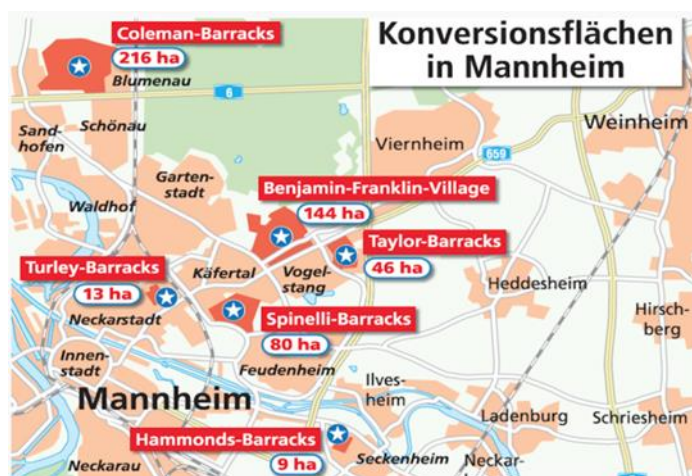 Konversionsflächen
in Mannheim
Coleman-Barracks
216 ha
Blumenau
6
Sand-
hofen
Schönau
Viernheim
Weinheim
659
Garten-
stadt
Benjamin-Franklin-Village
144 ha
Waldhof
Taylor-Barracks
46 ha
Turley-Barracks
13 ha
Käfertal
Vogel-
stang
Heddesheim
Neckarstadt
Spinelli-Barracks
80 ha
Hirsch-
berg
Innen-
stadt
Feudenheim
Mannheim
Ilves-
heim
Ladenburg
Schriesheim
Hammonds-Barracks
9 ha
Seckenheim
Neckarau
Neckar-